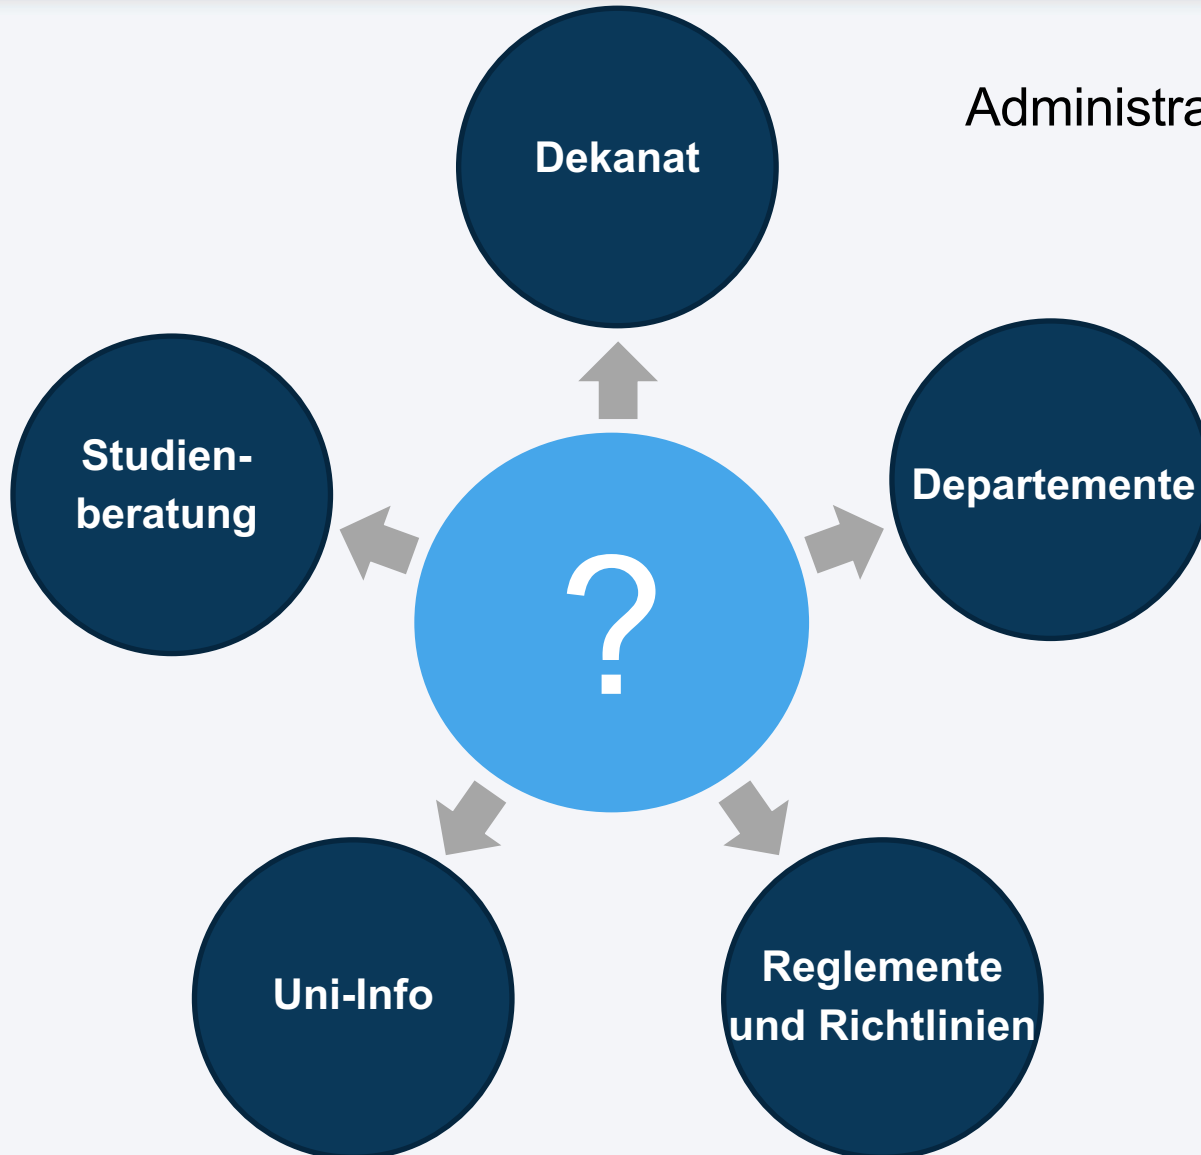 Administra
Dekanat
Studien-
beratung
Departemente
?
Uni-Info
Reglemente
und Richtlinien